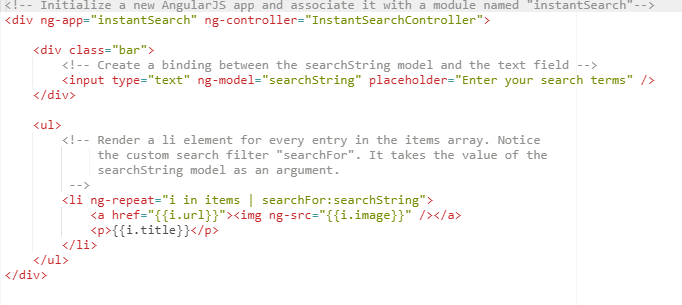 <!-- Initialize a new AngularJS app and associate it with a module named "instantSearch"-->
<div ng-app="instantSearch" ng-controller="InstantSearchController">
<div class="bar">
<!-- Create a binding between the searchString model and the text field -->
<input type="text" ng-model="searchString" placeholder="Enter your search terms" />
</div>
<ul>
<!-- Render a li element for every entry in the items array. Notice
the custom search filter "searchFor". It takes the value of the
searchString model as an argument.
-->
<li ng-repeat="i in items | searchFor:searchString">
<a href="{{i.url}}"><img ng-src="{{i.image}}" /></a>
<p>{{i.title}}</p>
</li>
</ul>
</div>